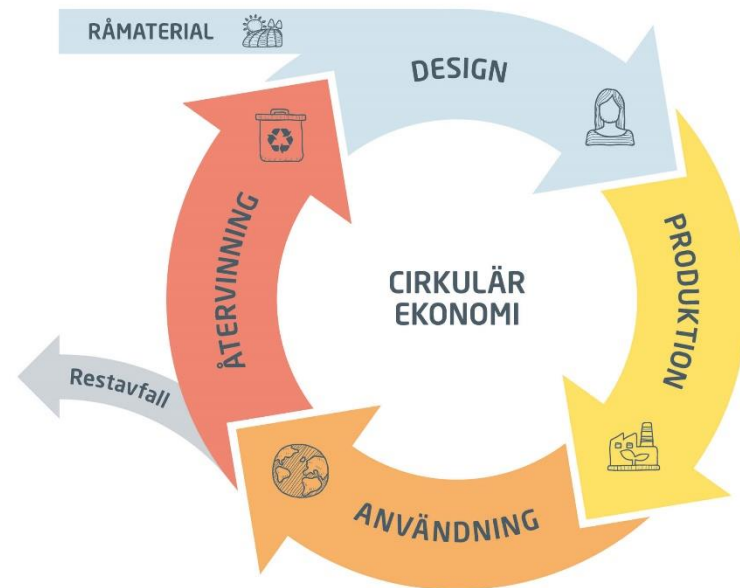 RÅMATERIAL
DESIGN
PRODUKTION
ANVÄNDNING
ÅTERVINNING
Restavfall
CIRKULÄR
EKONOMI